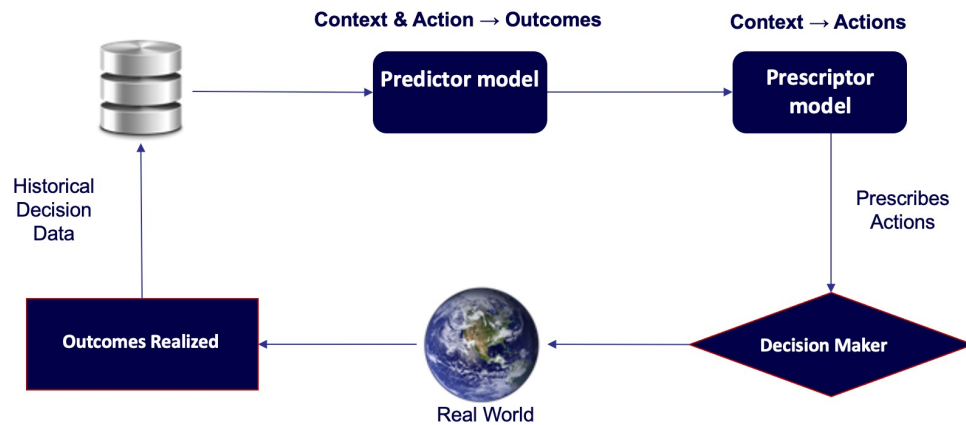 Context & Action → Outcomes
Context → Actions
Predictor model
Prescriptor
model
Historical
Decision
Data
Prescribes
Actions
Outcomes Realized
Decision Maker
Real World